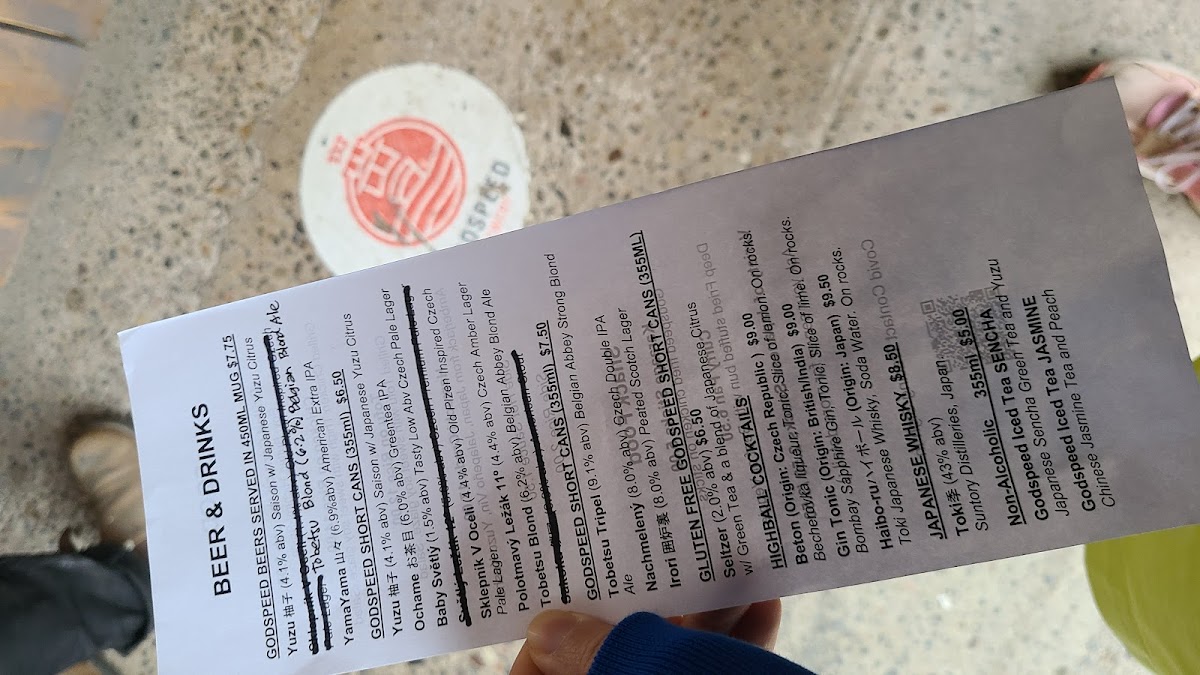 BEER & DRINKS
GODSPEED BEERS SERVED IN 450ML MUG $7.75
Yuzu 柚子 (4.1% abv) Saison w/ Japanese Yuzu Citrus
Tobetsu Blond (6.2%) Belgian Blond Ale
YamaYama 山々 (6.9%abv) American Extra IPA
GODSPEED SHORT CANS (355ml) $6.50
Yuzu 柚子 (4.1% abv) Saison w/ Japanese Yuzu Citrus
Ochame お茶目 (6.0% abv) Greentea IPA
Baby Světlý (1.5% abv) Tasty Low Aby Czech Pale Lager
Sklepnik V Oceli (4.4% abv) Old Plzen Inspired Czech
Pale Lager
Polotmavy Ležák 11º (4.4% abv) Czech Amber Lager
Tobetsu Blond (6.2% abv) Belgian Abbey Blond Ale
GODSPEED SHORT CANS (355ml) $7.50
Tobetsu Tripel (9.1% abv) Belgian Abbey Strong Blond
Ale
Nachmelený (8.0% abv) Czech Double IPA
Irori 囲炉裏 (8.0% abv) Peated Scotch Lager
GLUTEN FREE GODSPEED SHORT CANS (355ML)
Seltzer (2.0% abv) $6.50
w/ Green Tea & a blend of Japanese Citrus
HIGHBALL COCKTAILS
Beton (Origin: Czech Republic ) $9.00
Becherovka liqueur, Tonic, Slice of lemon. On rocks.
Gin Tonic (Origin: British/India) $9.00
Bombay Sapphire Gin, Tonic, Slice of lime. On rocks.
Haibo-ru ハイボール (Origin: Japan) $9.50
Toki Japanese Whisky, Soda Water. On rocks.
JAPANESE WHISKY $8.50
Toki季 (43% abv)
Suntory Distilleries, Japan
Non-Alcoholic 355ml $5.00
Godspeed Iced Tea SENCHA
Japanese Sencha Green Tea and Yuzu
Godspeed Iced Tea JASMINE
Chinese Jasmine Tea and Peach